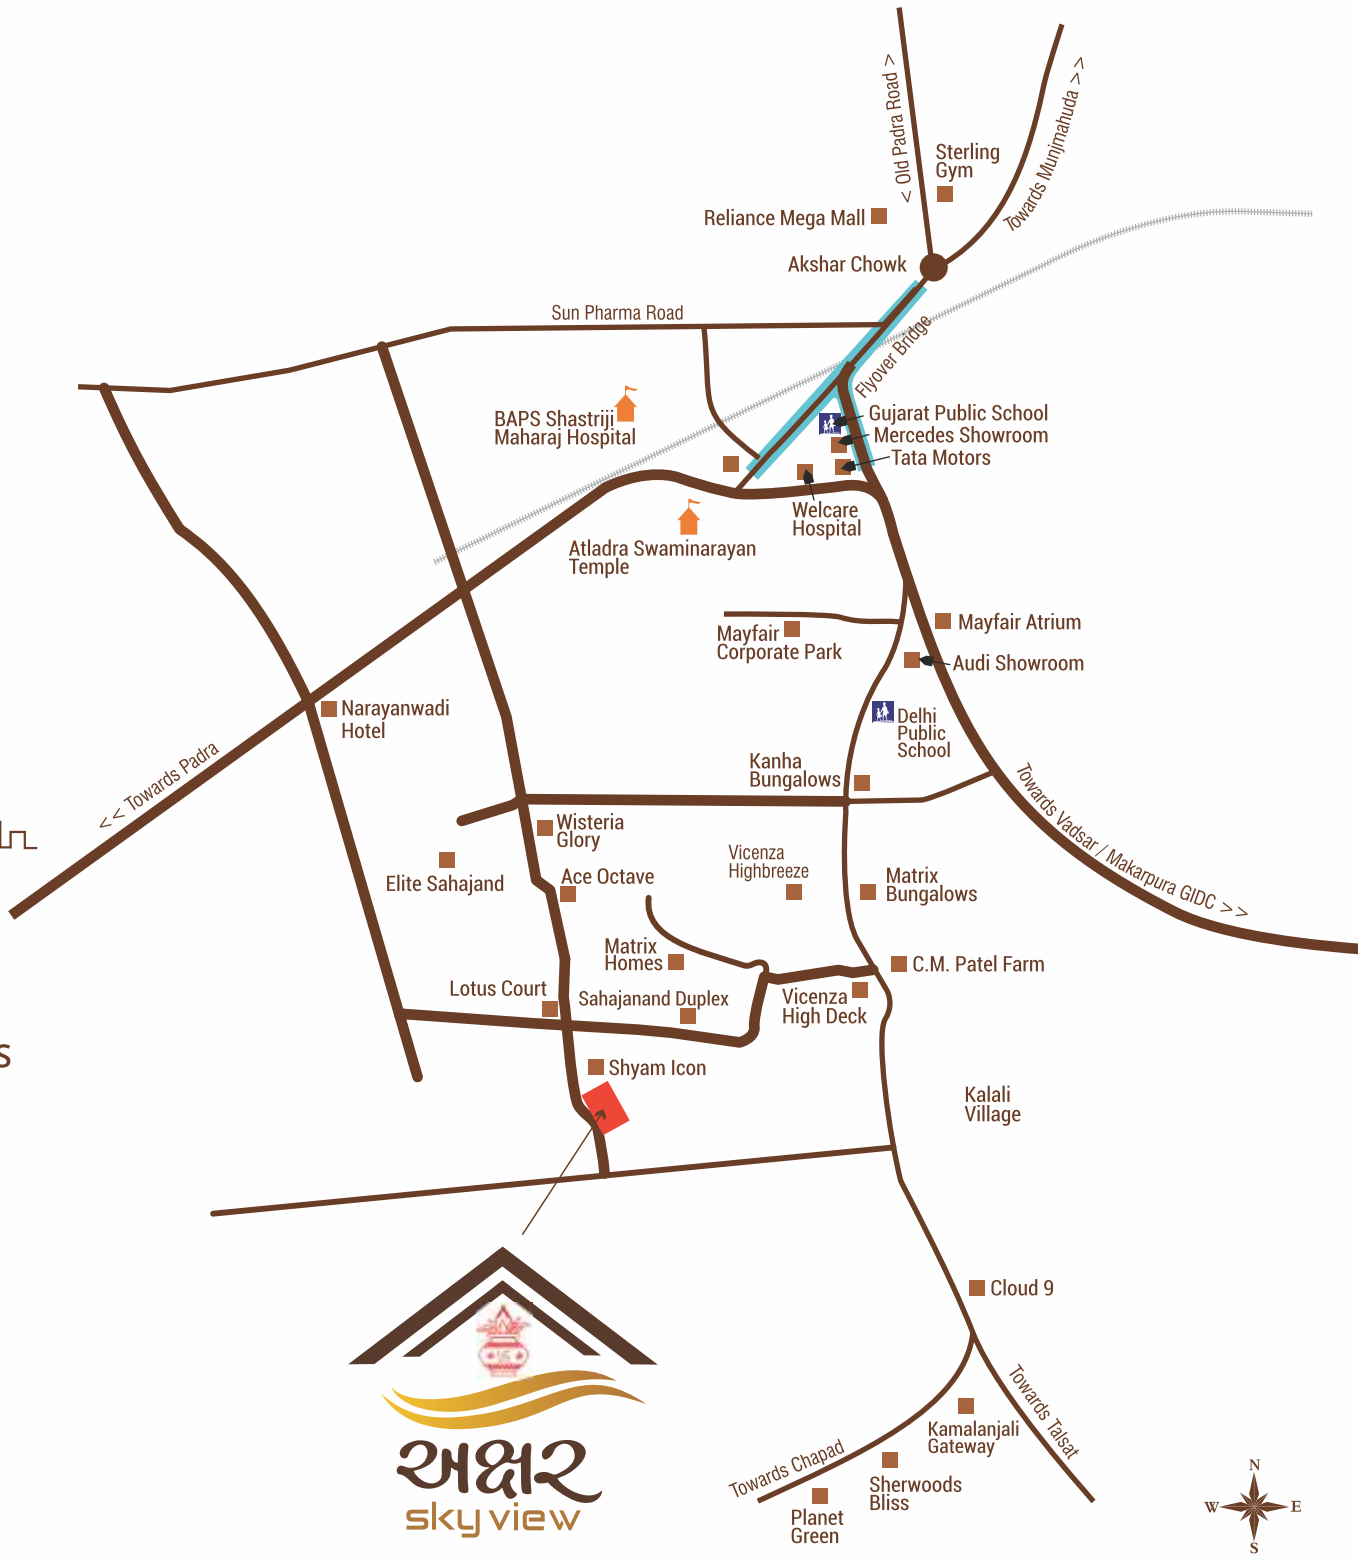 < Old Padra Road >
Towards Munjmahuda >>
Sterling
Gym
Reliance Mega Mall
Akshar Chowk
Sun Pharma Road
Flyover Bridge
BAPS Shastriji
Maharaj Hospital
Gujarat Public School
Mercedes Showroom
Tata Motors
Welcare
Hospital
Atladra Swaminarayan
Temple
Mayfair
Corporate Park
Mayfair Atrium
Audi Showroom
Narayanwadi
Hotel
Delhi
Public
School
<< Towards Padra
Kanha
Bungalows
Towards Vadsar / Makarpura GIDC >>
Wisteria
Glory
Elite Sahajand
Ace Octave
Vicenza
Highbreeze
Matrix
Bungalows
Matrix
Homes
C.M. Patel Farm
Lotus Court
Sahajanand Duplex
Vicenza
High Deck
s
Shyam Icon
Kalali
Village
Cloud 9
Towards Talsat
Kamalanjali
Gateway
Towards Chapad
Sherwoods
Bliss
Planet
Green
અક્ષર
sky view
N
W E
S